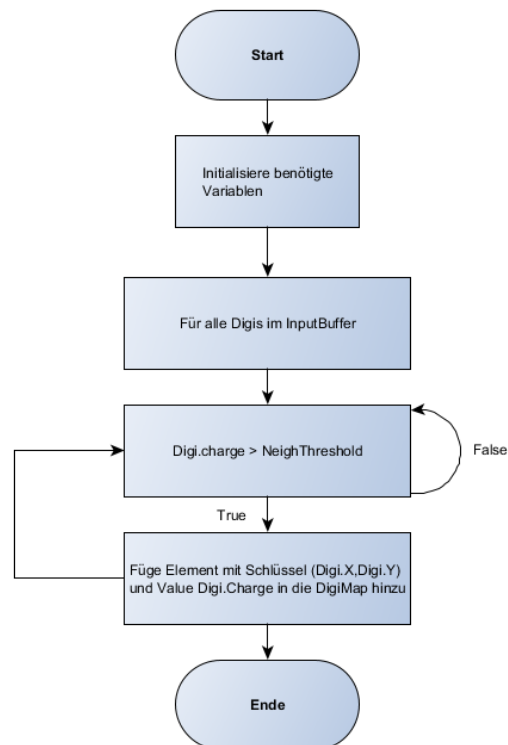 Start
Initialisiere benötigte
Variablen
Für alle Digis im InputBuffer
Digi.charge > NeighThreshold
False
True
Füge Element mit Schlüssel (Digi.X,Digi.Y)
und Value Digi.Charge in die DigiMap hinzu
Ende